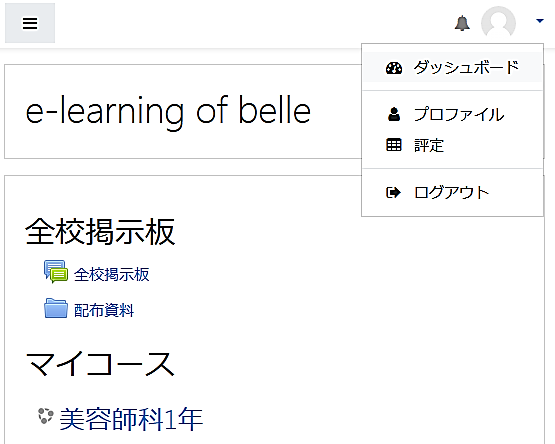 ダッシュボード
プロファイル
評定
ログアウト
e-learning of belle
全校掲示板
全校掲示板
配布資料
マイコース
美容師科1年